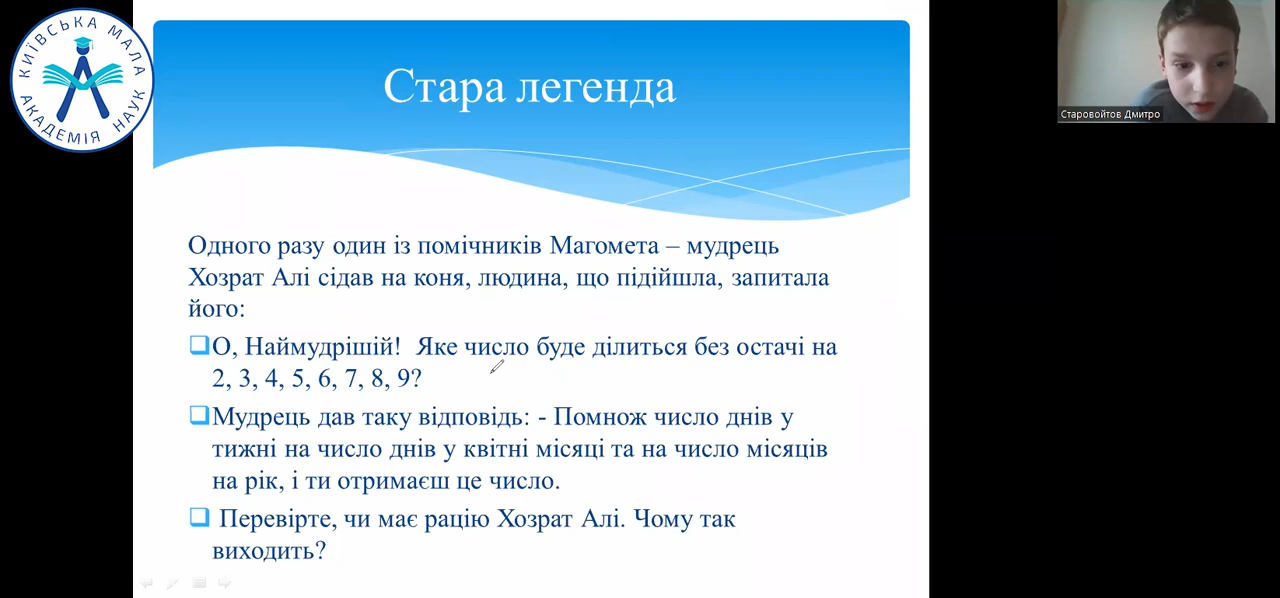 КИЇВСЬКА МАЛА
АКАДЕМІЯ НАУК
Стара легенда
Старовойтов Дмитро
Одного разу один із помічників Магомета – мудрець
Хозрат Алі сідав на коня, людина, що підійшла, запитала
його:
О, Наймудрішій! Яке число буде ділиться без остачі на
2, 3, 4, 5, 6, 7, 8, 9?
Мудрець дав таку відповідь: - Помнож число днів у
тижні на число днів у квітні місяці та на число місяців
на рік, і ти отримаєш це число.
Перевірте, чи має рацію Хозрат Алі. Чому так
виходить?